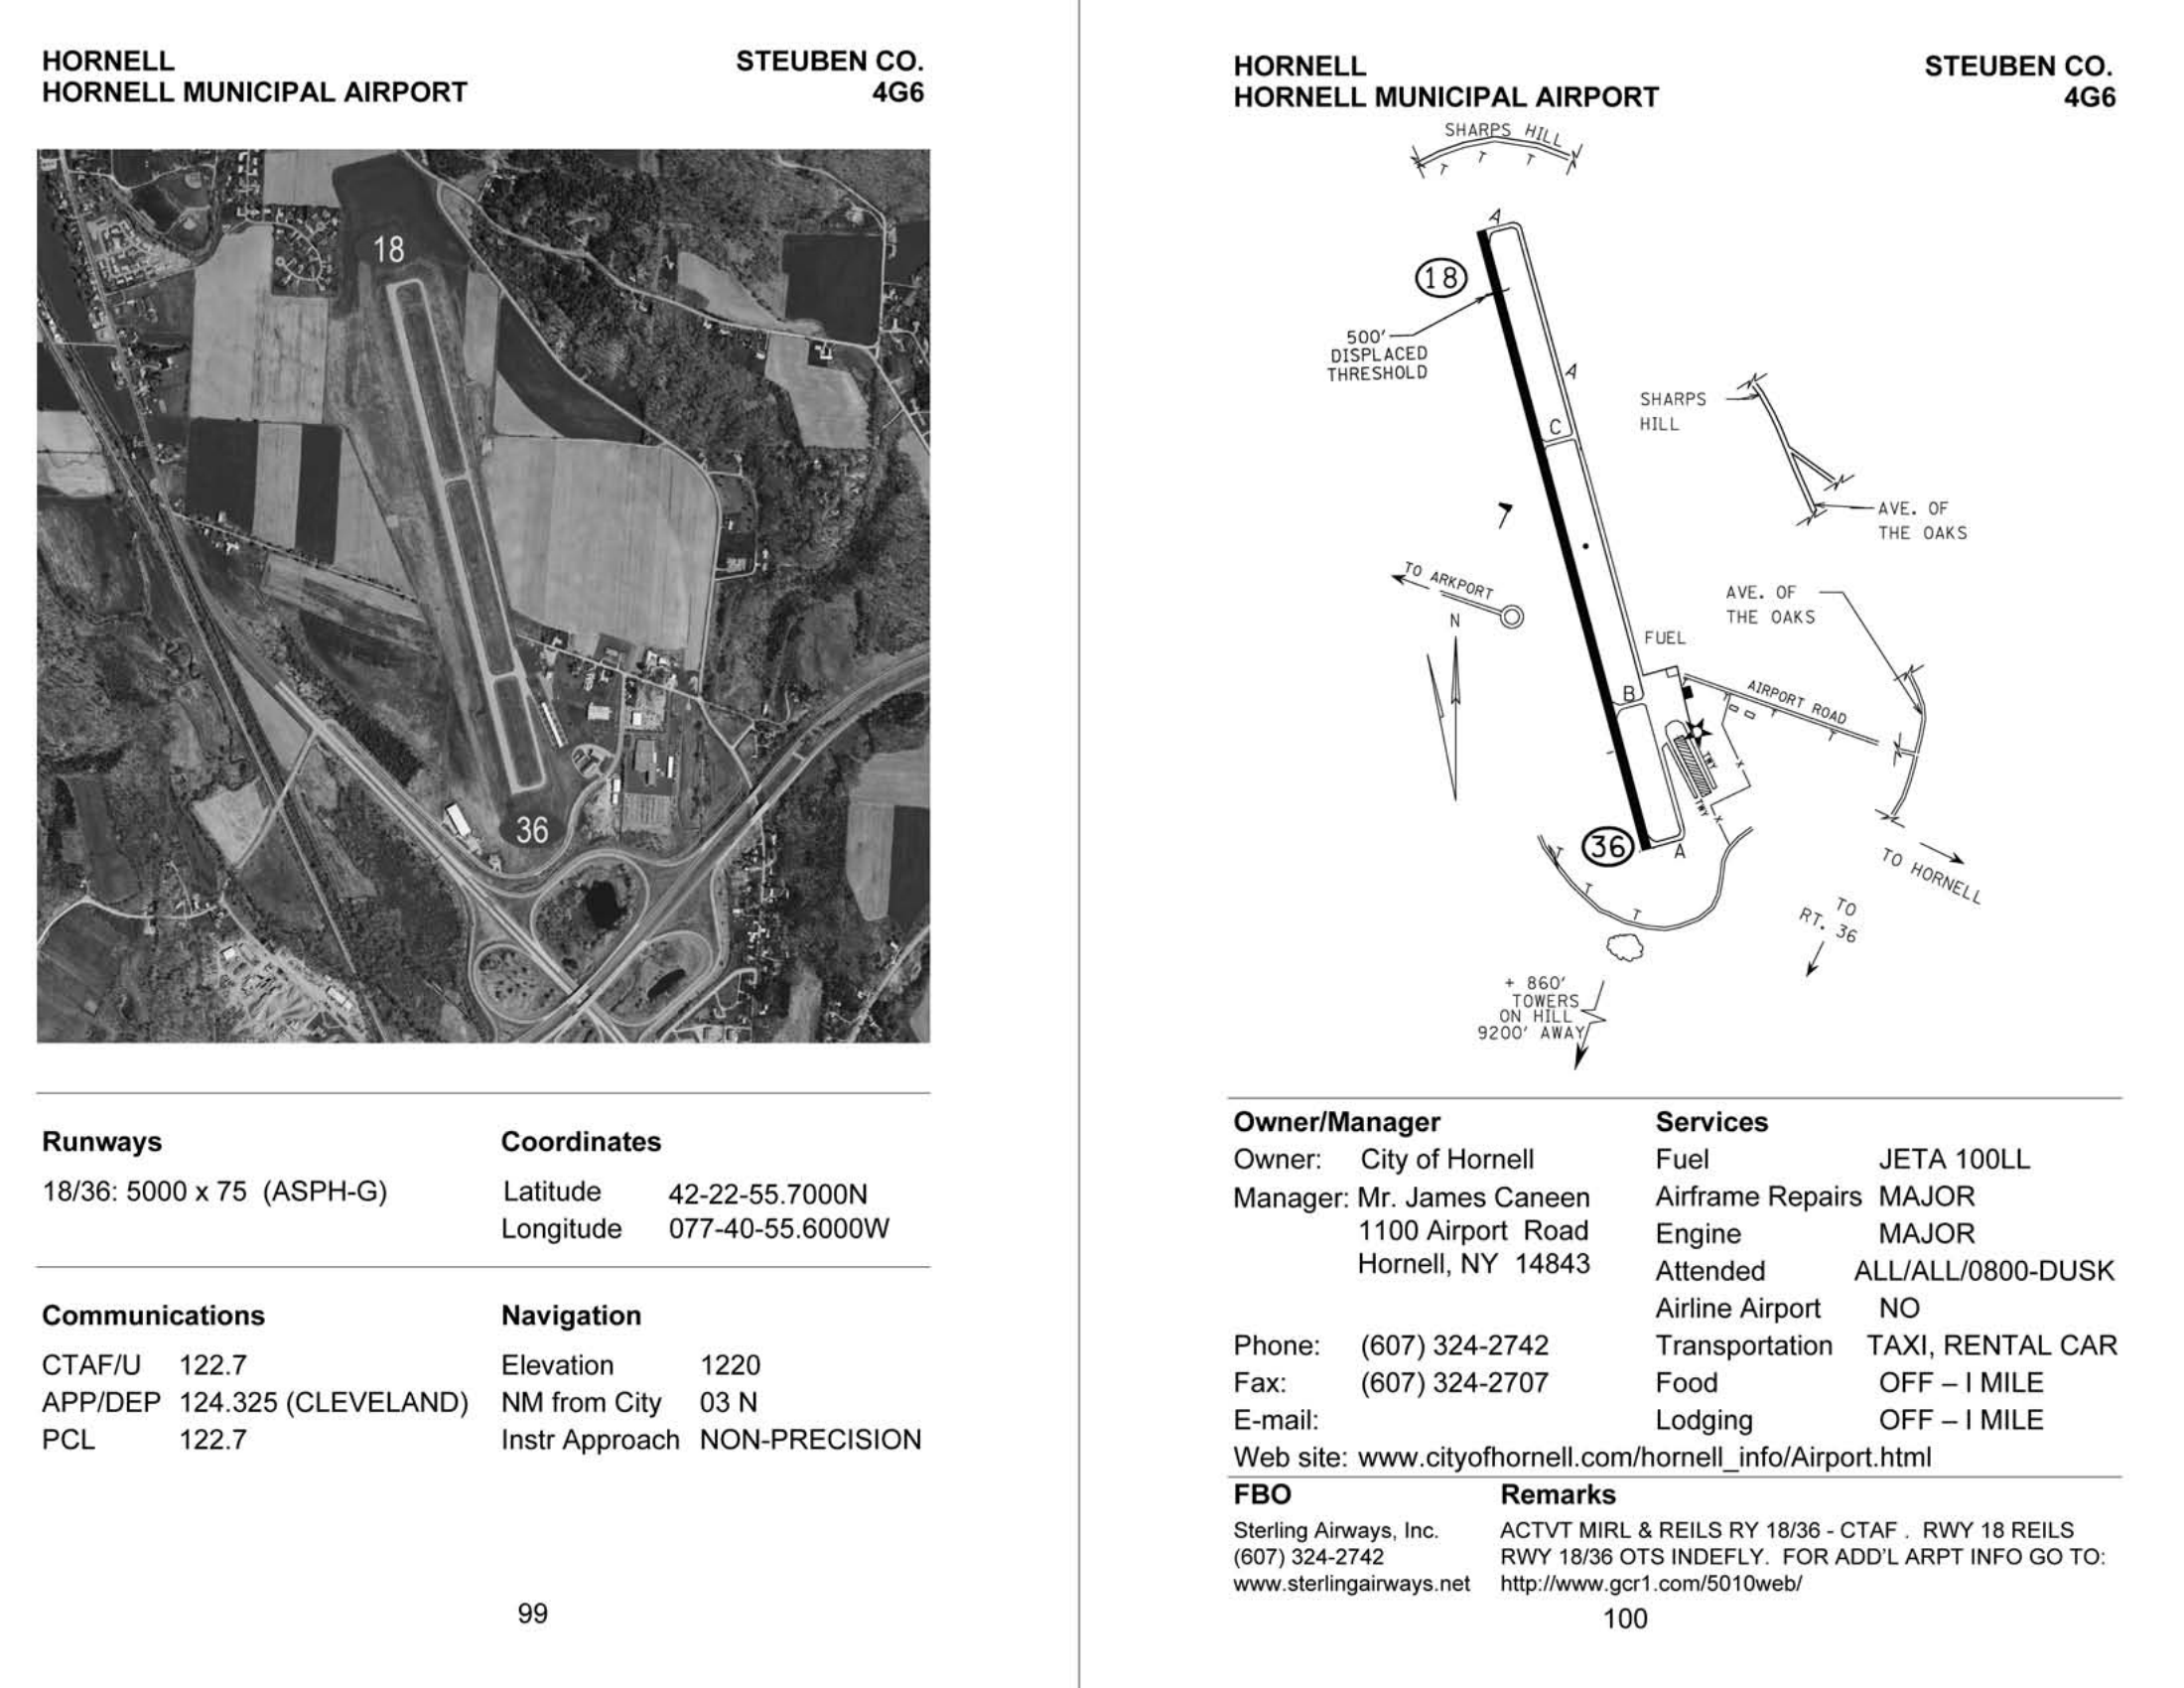 HORNELL
STEUBEN CO.
HORNELL MUNICIPAL AIRPORT
4G6
18
36
Runways
18/36: 5000 x 75 (ASPH-G)
Coordinates
Latitude 42-22-55.7000N
Longitude 077-40-55.6000W
Communications
CTAF/U 122.7
APP/DEP 124.325 (CLEVELAND)
PCL 122.7
Navigation
Elevation 1220
NM from City 03 N
Instr Approach NON-PRECISION
99
HORNELL
STEUBEN CO.
HORNELL MUNICIPAL AIRPORT
4G6
SHARPS HILL
T T T T
A
18
500'
DISPLACED
THRESHOLD
A
SHARPS
HILL
C
AVE. OF
THE OAKS
TO ARKPORT
N
AVE. OF
THE OAKS
FUEL
B
AIRPORT ROAD
T T T
TWY
X
TWY
X
36
A
T T T
TO HORNELL
TO
RT. 36
+ 860'
TOWERS
ON HILL
9200' AWAY
Owner/Manager
Owner: City of Hornell
Manager: Mr. James Caneen
1100 Airport Road
Hornell, NY 14843
Phone: (607) 324-2742
Fax: (607) 324-2707
E-mail:
Web site: www.cityofhornell.com/hornell_info/Airport.html
Services
Fuel JETA 100LL
Airframe Repairs MAJOR
Engine MAJOR
Attended ALL/ALL/0800-DUSK
Airline Airport NO
Transportation TAXI, RENTAL CAR
Food OFF – I MILE
Lodging OFF – I MILE
FBO
Sterling Airways, Inc.
(607) 324-2742
www.sterlingairways.net
Remarks
ACTVT MIRL & REILS RY 18/36 - CTAF . RWY 18 REILS
RWY 18/36 OTS INDEFLY. FOR ADD'L ARPT INFO GO TO:
http://www.gcr1.com/5010web/
100